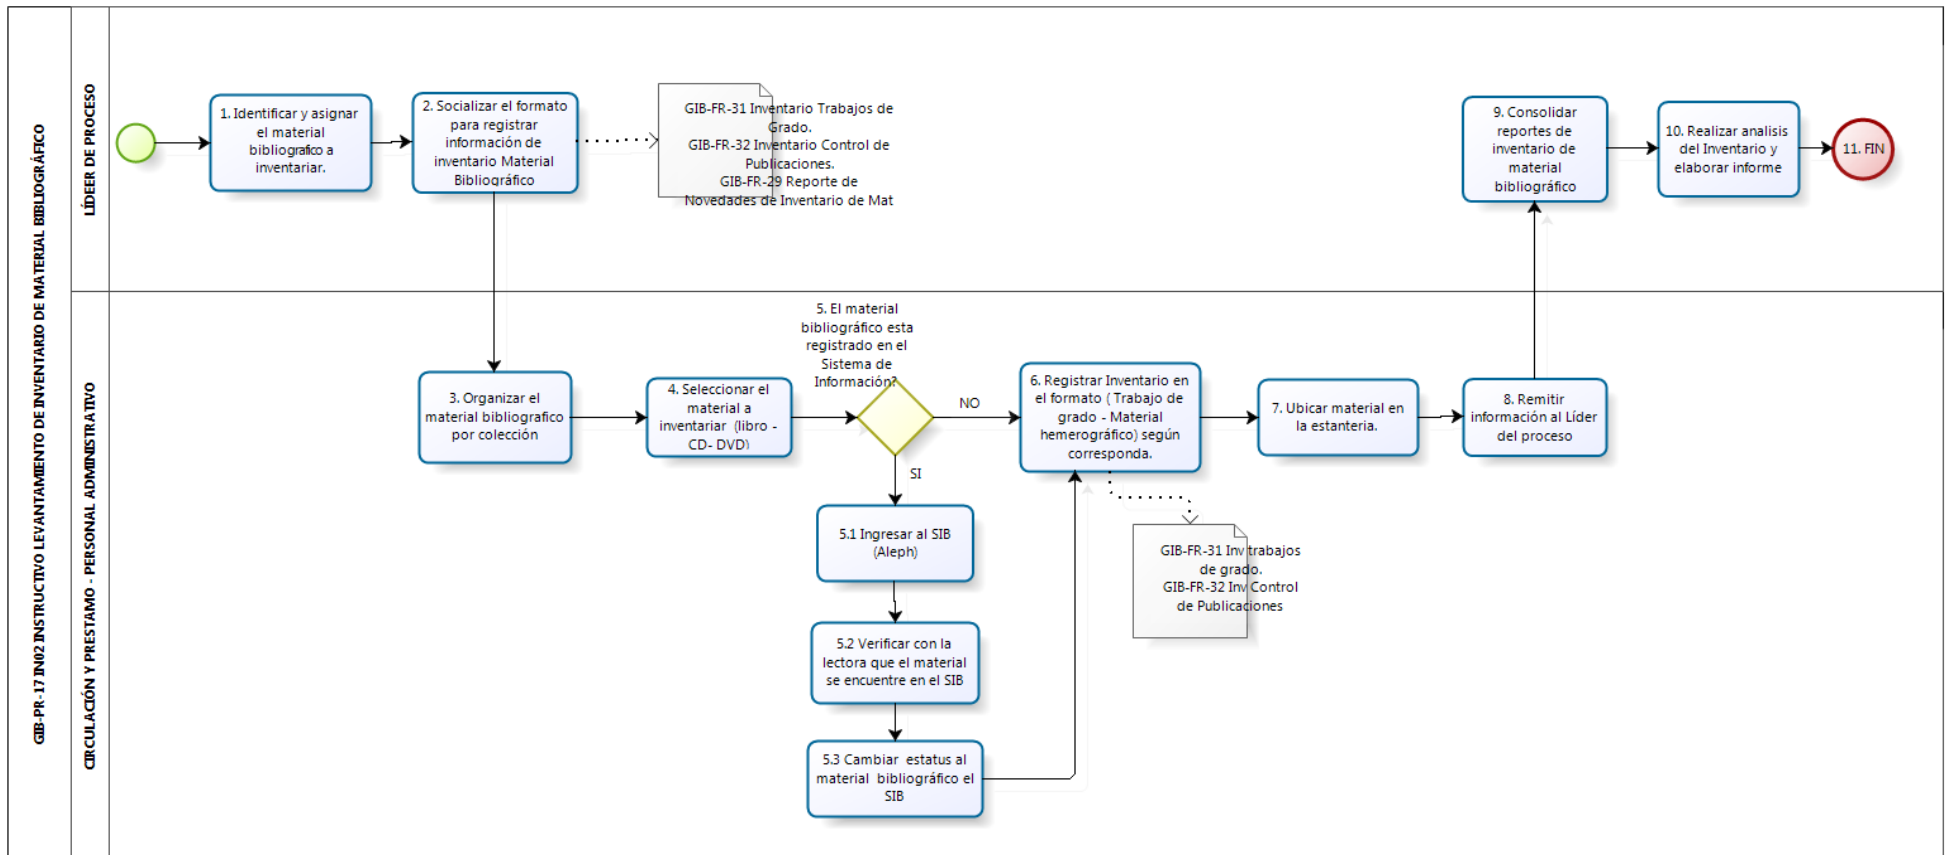 GIB-PR-17 IN02 INSTRUCTIVO LEVANTAMIENTO DE INVENTARIO DE MATERIAL BIBLIOGRÁFICO
LÍDEER DE PROCESO
1. Identificar y asignar
el material
bibliografico a
inventariar.
2. Socializar el formato
para registrar
información de
inventario Material
Bibliográfico
GIB-FR-31 Inventario Trabajos de
Grado.
GIB-FR-32 Inventario Control de
Publicaciones.
GIB-FR-29 Reporte de
Novedades de Inventario de Mat
9. Consolidar
reportes de
inventario de
material
bibliográfico
10. Realizar analisis
del Inventario y
elaborar informe
11. FIN
CIRCULACIÓN Y PRESTAMO - PERSONAL ADMINISTRATIVO
3. Organizar el
material bibliografico
por colección
4. Seleccionar el
material a
inventariar (libro -
CD- DVD)
5. El material
bibliográfico esta
registrado en el
Sistema de
Información?
NO
SI
6. Registrar Inventario en
el formato ( Trabajo de
grado - Material
hemerográfico) según
corresponda.
7. Ubicar material en
la estanteria.
8. Remitir
información al Líder
del proceso
5.1 Ingresar al SIB
(Aleph)
GIB-FR-31 Inv trabajos
de grado.
GIB-FR-32 Inv Control
de Publicaciones
5.2 Verificar con la
lectora que el material
se encuentre en el SIB
5.3 Cambiar estatus al
material bibliográfico el
SIB